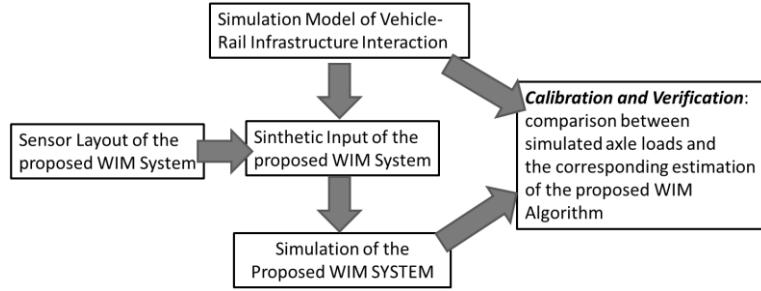 Simulation Model of Vehicle-
Rail Infrastructure Interaction
Calibration and Verification:
comparison between
simulated axle loads and
the corresponding estimation
of the proposed WIM
Algorithm
Sensor Layout of the
proposed WIM System
Sinthetic Input of the
proposed WIM System
Simulation of the
Proposed WIM SYSTEM